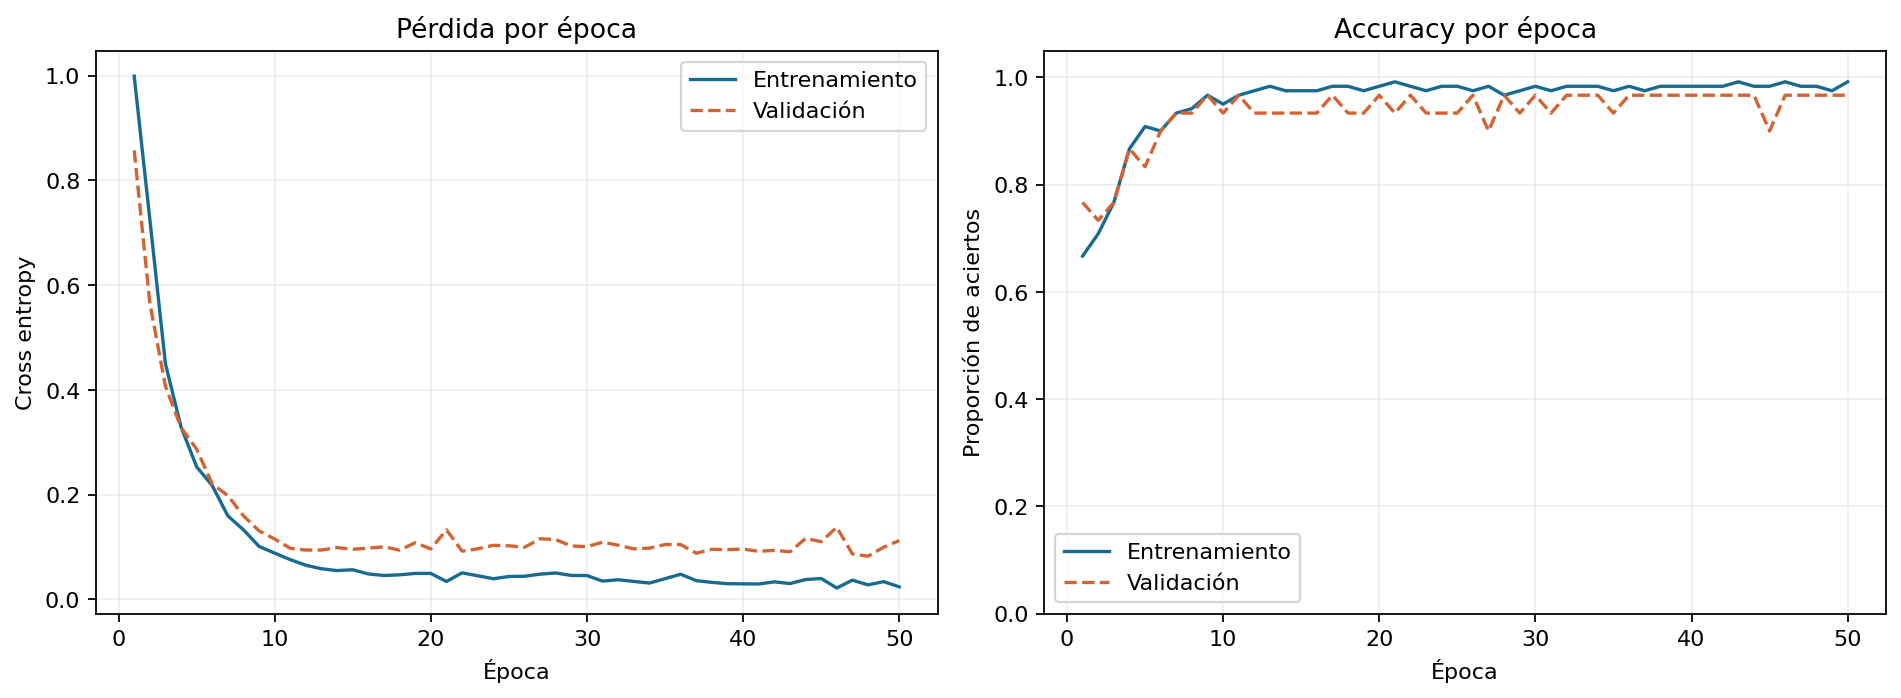 Pérdida por época
Cross entropy
1.0
0.8
0.6
0.4
0.2
0.0
Entrenamiento
Validación
0 10 20 30 40 50
Época
Accuracy por época
Proporción de aciertos
1.0
0.8
0.6
0.4
0.2
0.0
Entrenamiento
Validación
0 10 20 30 40 50
Época